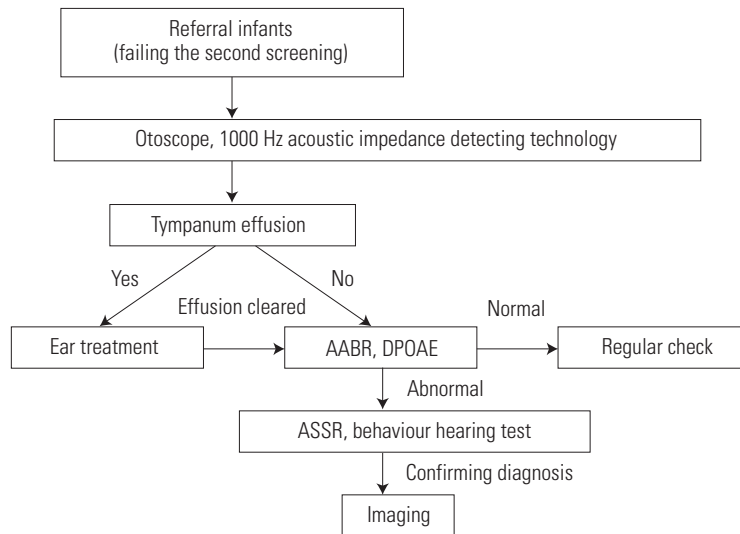 Referral infants
(failing the second screening)
Otoscope, 1000 Hz acoustic impedance detecting technology
Tympanum effusion
Yes
No
Effusion cleared
Normal
Ear treatment
AABR, DPOAE
Regular check
Abnormal
ASSR, behaviour hearing test
Confirming diagnosis
Imaging